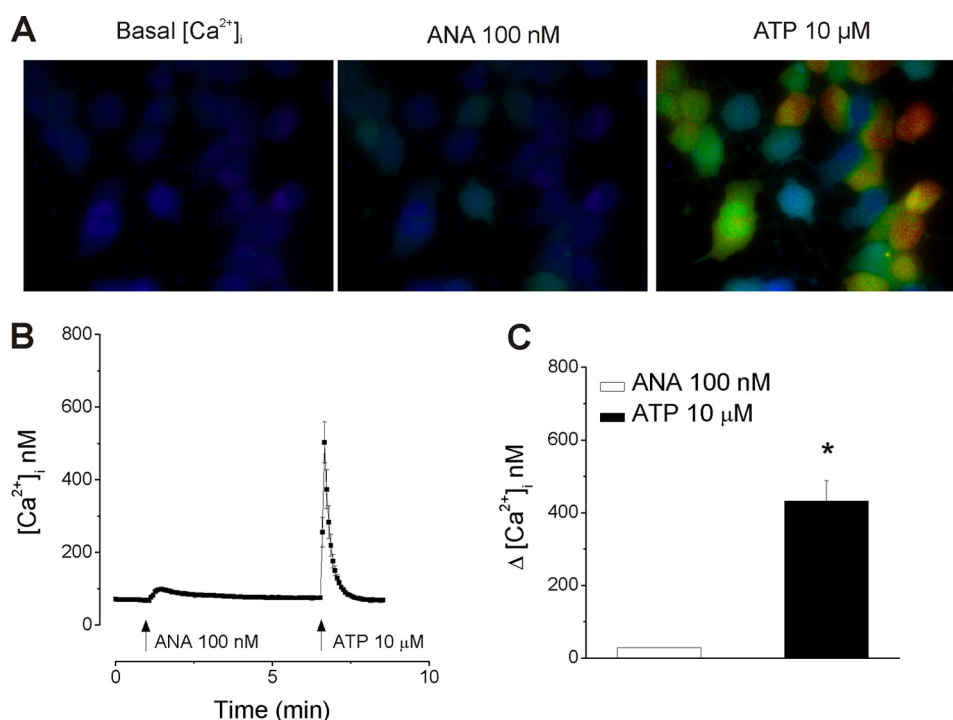 A
Basal [Ca²⁺]ᵢ
ANA 100 nM
ATP 10 µM
B
800
600
400
200
0
[Ca²⁺]ᵢ nM
ANA 100 nM
ATP 10 µM
0
5
10
Time (min)
C
800
600
400
200
0
Δ [Ca²⁺]ᵢ nM
ANA 100 nM
ATP 10 µM
*